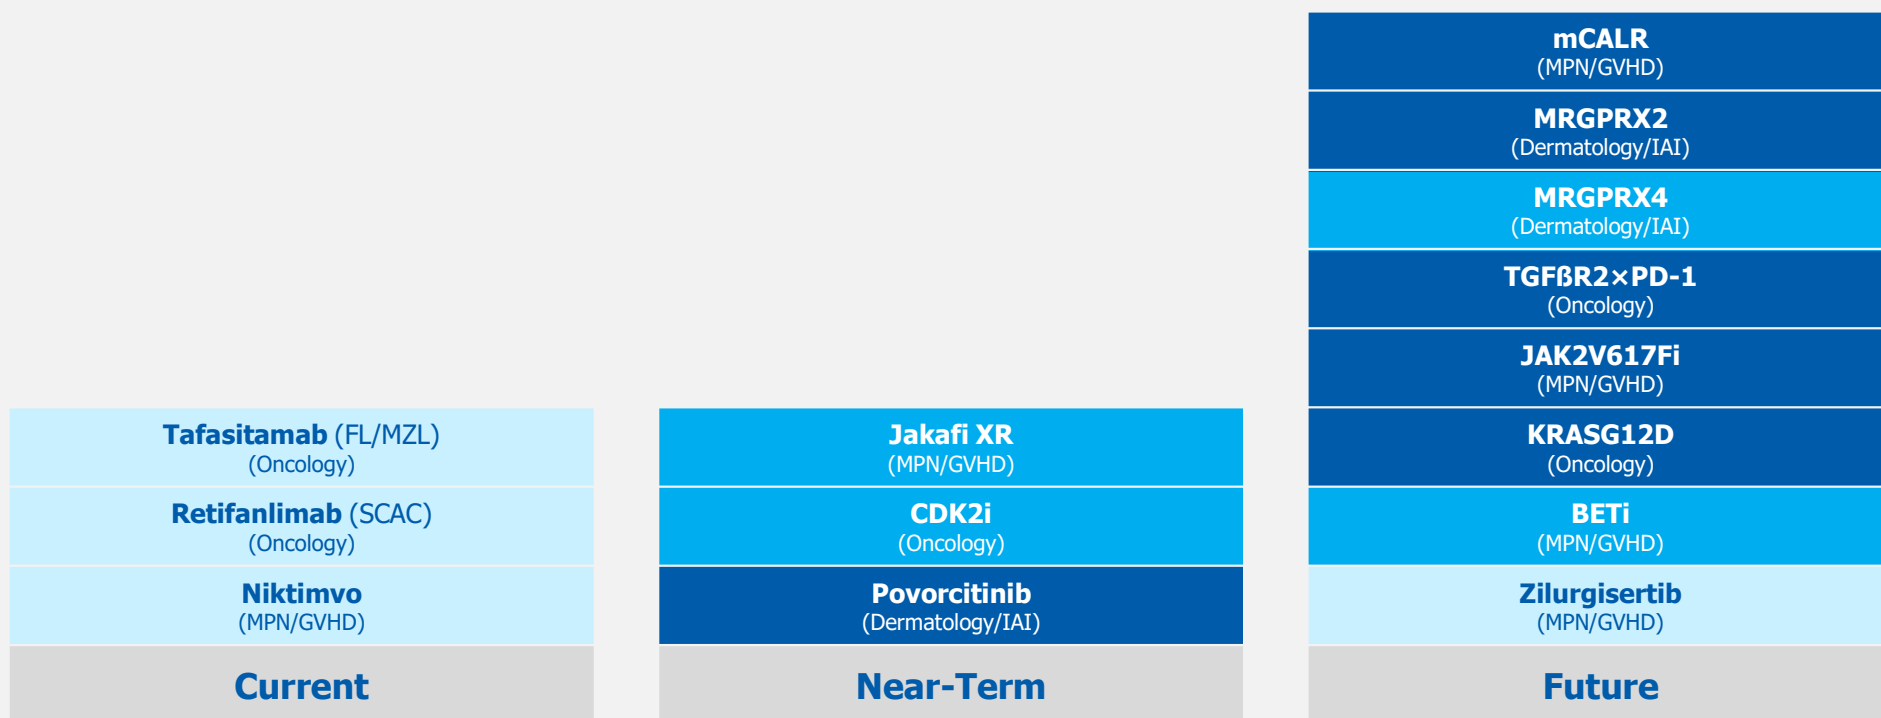 Tafasitamab (FL/MZL)
(Oncology)
Retifanlimab (SCAC)
(Oncology)
Niktimvo
(MPN/GVHD)
Current
Jakafi XR
(MPN/GVHD)
CDK2i
(Oncology)
Povorcitinib
(Dermatology/IAI)
Near-Term
mCALR
(MPN/GVHD)
MRGPRX2
(Dermatology/IAI)
MRGPRX4
(Dermatology/IAI)
TGFßR2×PD-1
(Oncology)
JAK2V617Fi
(MPN/GVHD)
KRASG12D
(Oncology)
BETi
(MPN/GVHD)
Zilurgisertib
(MPN/GVHD)
Future